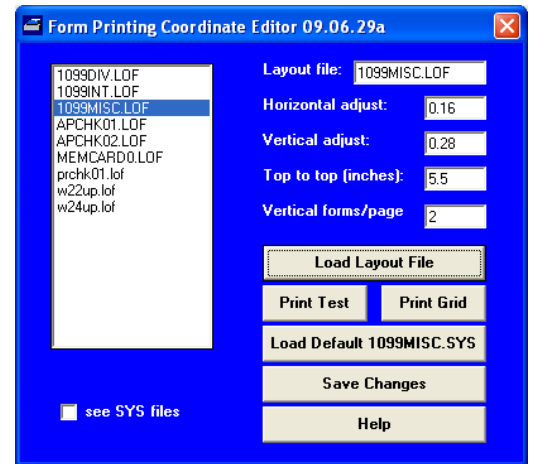 Form Printing Coordinate Editor 09.06.29a
1099DIV.LOF
1099INT.LOF
1099MISC.LOF
APCHK01.LOF
APCHK02.LOF
MEMCARD0.LOF
prchk01.lof
w22up.lof
w24up.lof
see SYS files
Layout file: 1099MISC.LOF
Horizontal adjust: 0.16
Vertical adjust: 0.28
Top to top (inches): 5.5
Vertical forms/page 2
Load Layout File
Print Test Print Grid
Load Default 1099MISC.SYS
Save Changes
Help